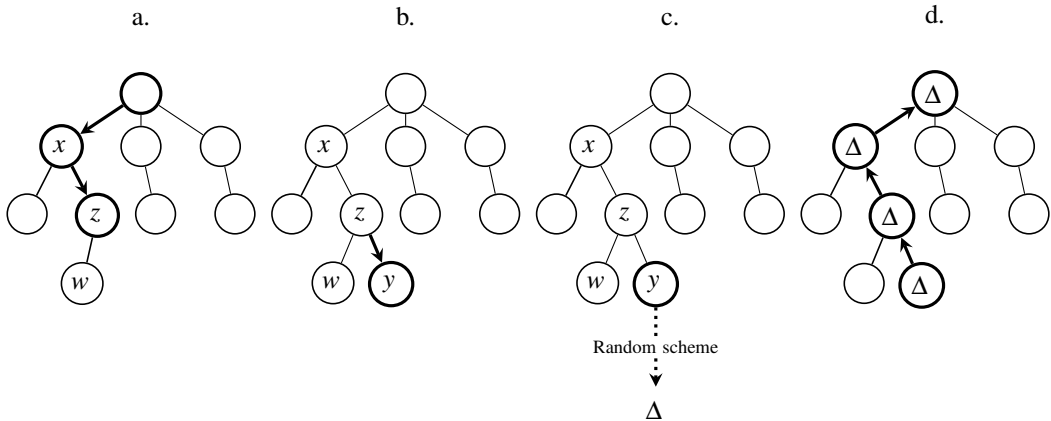 a. b. c. d.
Δ
x x x Δ
z z z Δ
w w y w y Δ
Random scheme
Δ